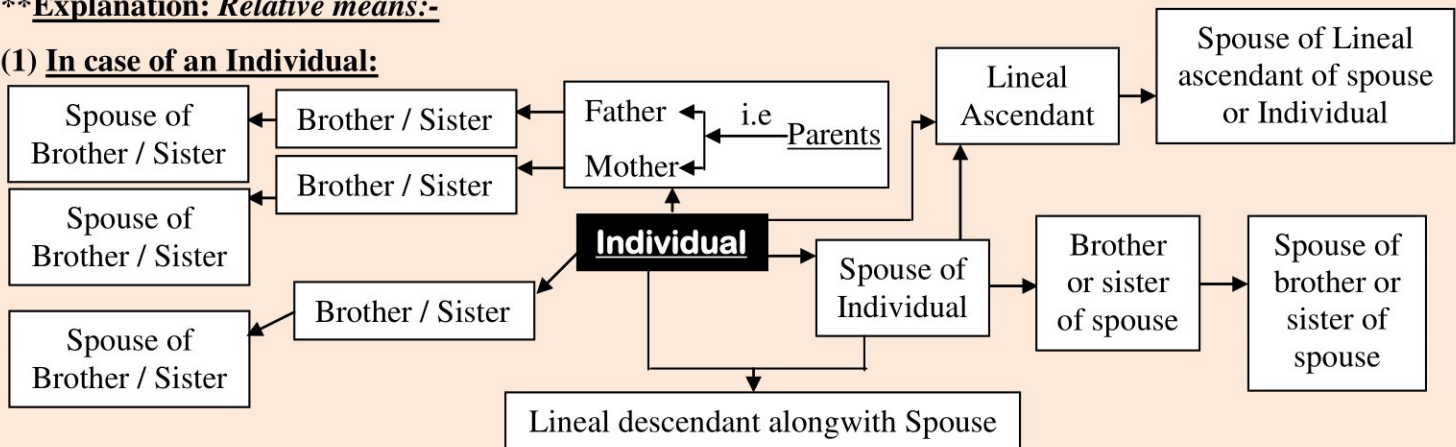 **Explanation: Relative means:-
(1) In case of an Individual:
Spouse of
Brother / Sister
Brother / Sister
Father
i.e
Parents
Mother
Lineal
Ascendant
Spouse of Lineal
ascendant of spouse
or Individual
Spouse of
Brother / Sister
Brother / Sister
Individual
Spouse of
Individual
Brother
or sister
of spouse
Spouse of
brother or
sister of
spouse
Spouse of
Brother / Sister
Brother / Sister
Lineal descendant alongwith Spouse